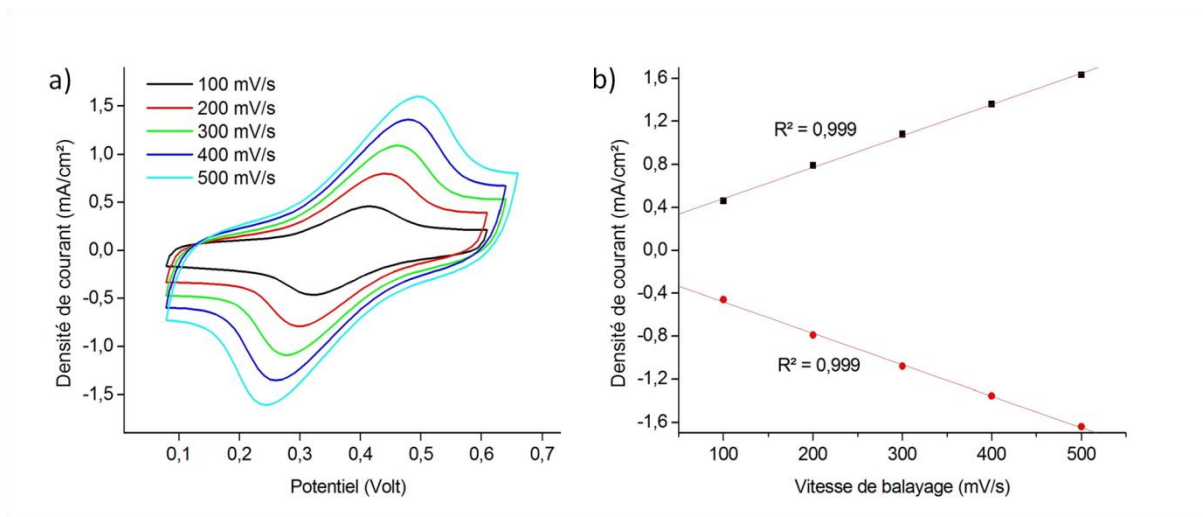 a)
100 mV/s
200 mV/s
300 mV/s
400 mV/s
500 mV/s
1,5
1,0
0,5
0,0
-0,5
-1,0
-1,5
Densité de courant (mA/cm²)
0,1 0,2 0,3 0,4 0,5 0,6 0,7
Potentiel (Volt)
b)
1,6
1,2
0,8
0,4
0,0
-0,4
-0,8
-1,2
-1,6
Densité de courant (mA/cm²)
R² = 0,999
R² = 0,999
100 200 300 400 500
Vitesse de balayage (mV/s)